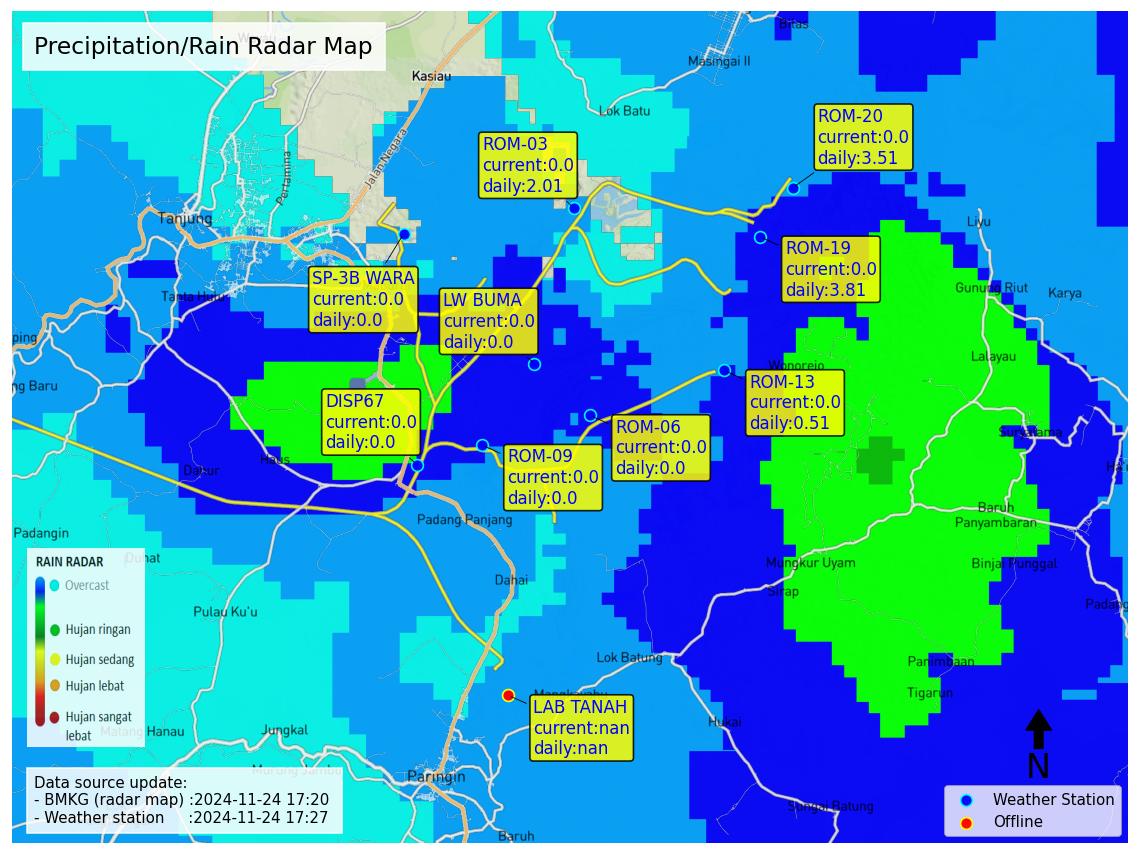 Precipitation/Rain Radar Map
Bitas
Masingai II
Kasiau
Lok Batu
Jalan Negara
Pertamina
Tanjung
ROM-03
current:0.0
daily:2.01
ROM-20
current:0.0
daily:3.51
Liyu
ROM-19
current:0.0
daily:3.81
SP-3B WARA
current:0.0
daily:0.0
LW BUMA
current:0.0
daily:0.0
Tanta Hulu
Gunung Riut
Karya
ping
Lalayau
Wonorejo
ng Baru
ROM-13
current:0.0
daily:0.51
DISP67
current:0.0
daily:0.0
ROM-06
current:0.0
daily:0.0
ROM-09
current:0.0
daily:0.0
Haus
Dahur
Padang Panjang
Baruh
Panyambaran
Padangin
Duhat
Mungkur Uyam
Binjai Punggal
Sirap
Dahai
Padang
Pulau Ku'u
Lok Batung
Panimbaan
Tigarun
LAB TANAH
current:nan
daily:nan
Hukai
Hanau
Jungkal
Murung Jambu
Paringin
Sungai Batung
Baruh
RAIN RADAR
Overcast
Hujan ringan
Hujan sedang
Hujan lebat
Hujan sangat
lebat
Data source update:
- BMKG (radar map) :2024-11-24 17:20
- Weather station :2024-11-24 17:27
N
Weather Station
Offline